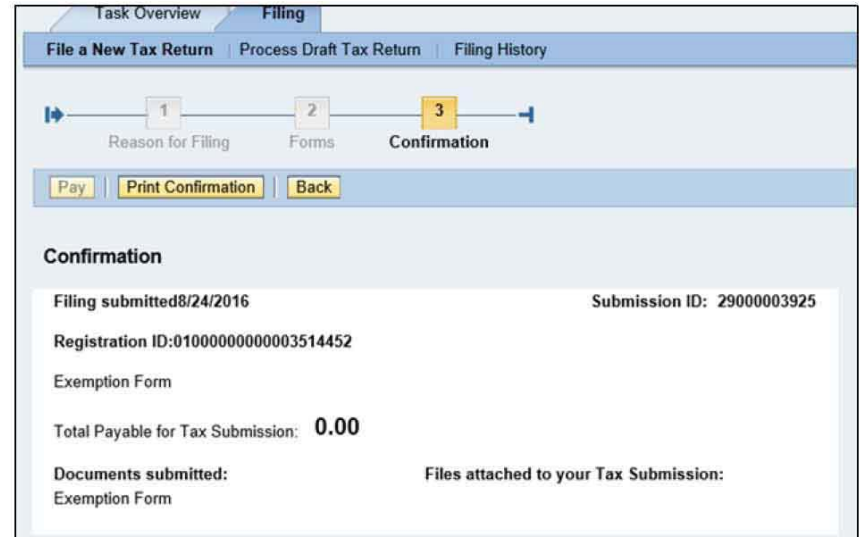 Task Overview Filing
File a New Tax Return | Process Draft Tax Return | Filing History
1 2 3
Reason for Filing Forms Confirmation
Pay Print Confirmation Back
Confirmation
Filing submitted8/24/2016 Submission ID: 29000003925
Registration ID:01000000000003514452
Exemption Form
Total Payable for Tax Submission: 0.00
Documents submitted: Files attached to your Tax Submission:
Exemption Form